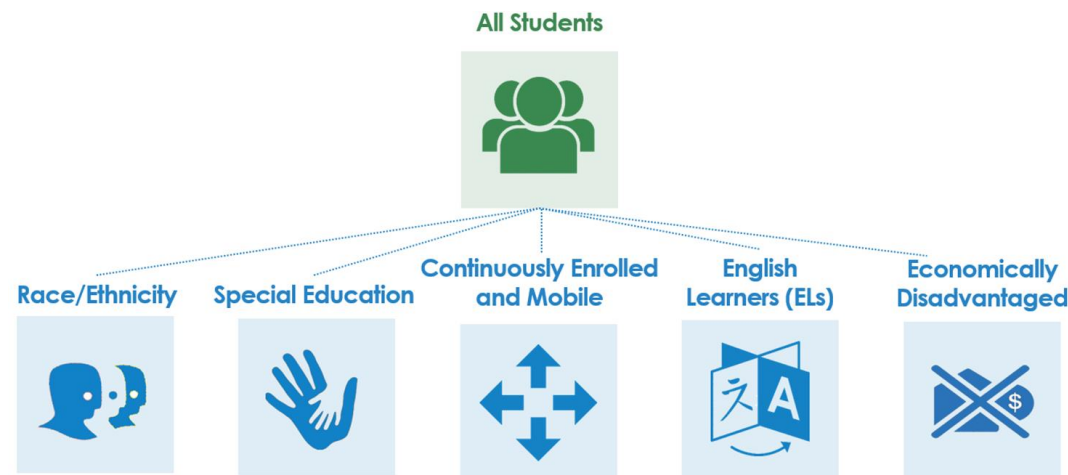 All Students
Race/Ethnicity
Special Education
Continuously Enrolled
and Mobile
English
Learners (ELs)
Economically
Disadvantaged
A
$